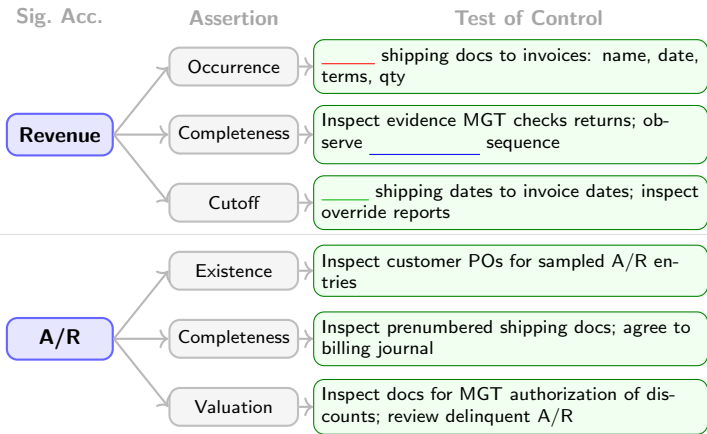 Sig. Acc. Assertion Test of Control
Occurrence
shipping docs to invoices: name, date,
terms, qty
Revenue
Completeness
Inspect evidence MGT checks returns; ob-
serve sequence
Cutoff
shipping dates to invoice dates; inspect
override reports
Existence
Inspect customer POs for sampled A/R en-
tries
A/R
Completeness
Inspect prenumbered shipping docs; agree to
billing journal
Valuation
Inspect docs for MGT authorization of dis-
counts; review delinquent A/R